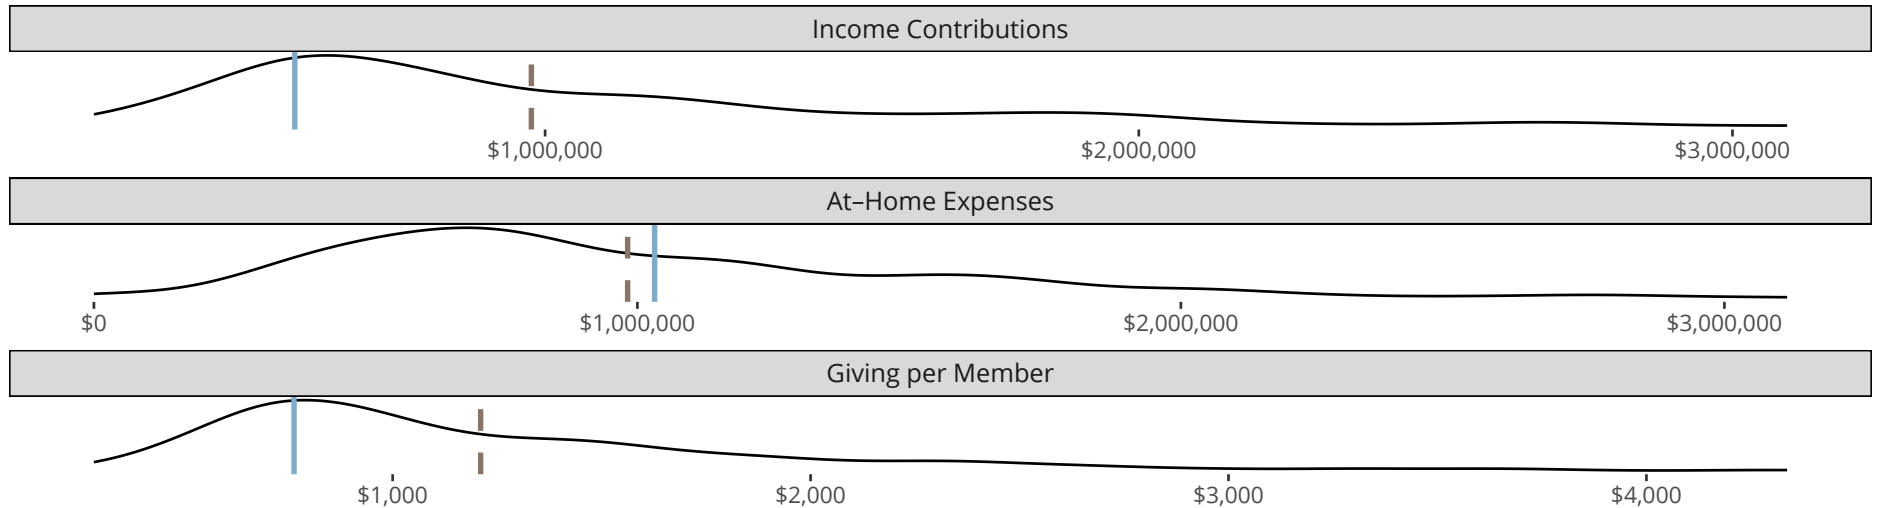 Income Contributions
$1,000,000 $2,000,000 $3,000,000
At–Home Expenses
$0 $1,000,000 $2,000,000 $3,000,000
Giving per Member
$1,000 $2,000 $3,000 $4,000